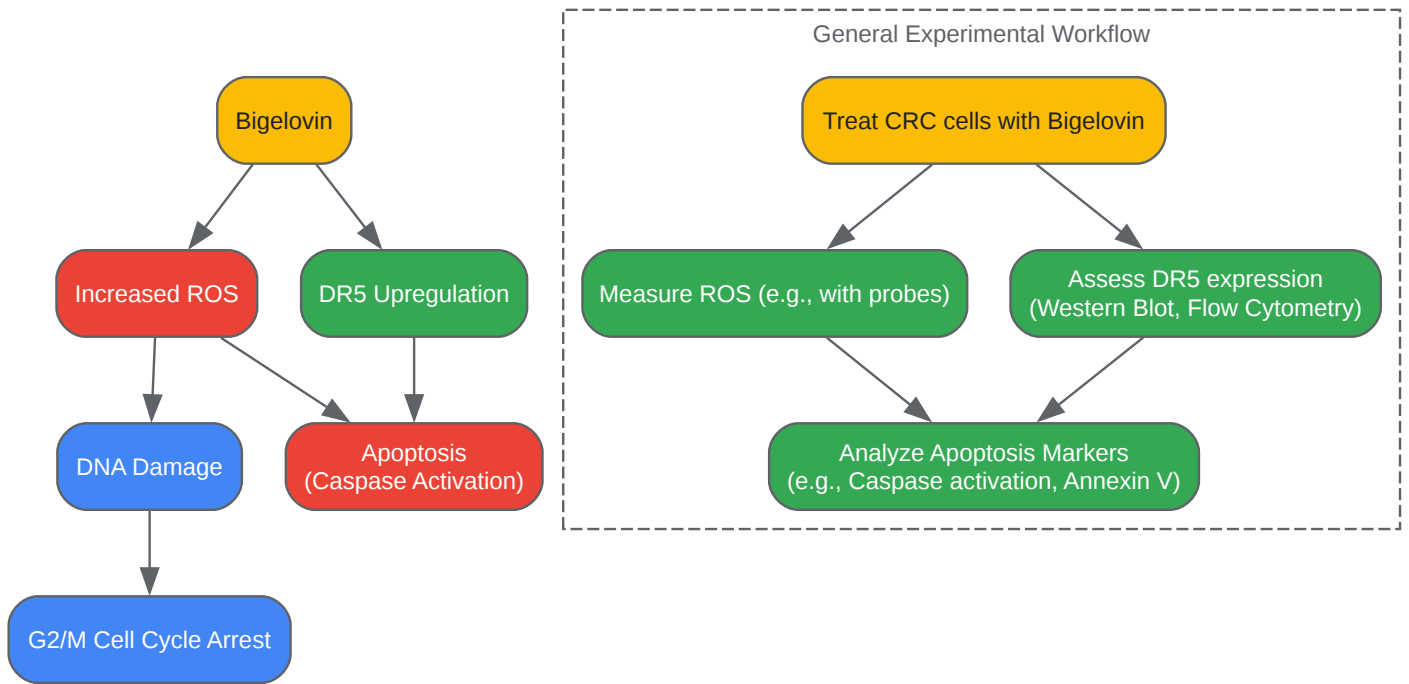 Bigelovin
Increased ROS
DR5 Upregulation
DNA Damage
Apoptosis
(Caspase Activation)
G2/M Cell Cycle Arrest
General Experimental Workflow
Treat CRC cells with Bigelovin
Measure ROS (e.g., with probes)
Assess DR5 expression
(Western Blot, Flow Cytometry)
Analyze Apoptosis Markers
(e.g., Caspase activation, Annexin V)